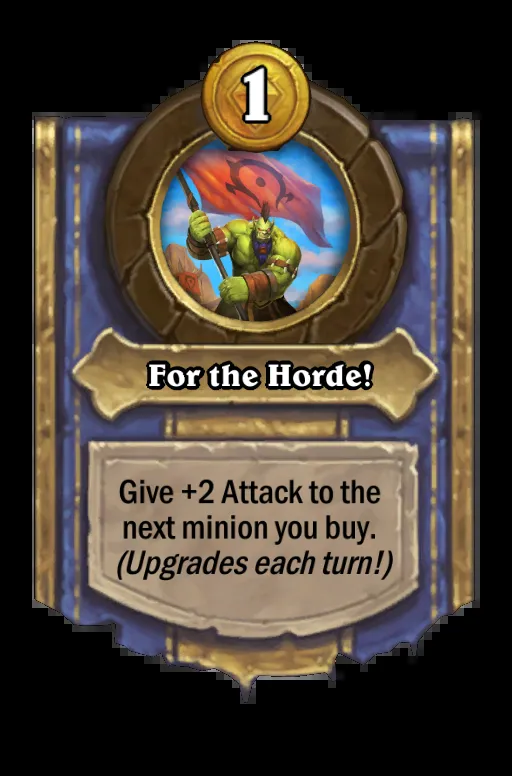 1
For the Horde!
Give +2 Attack to the
next minion you buy.
(Upgrades each turn!)